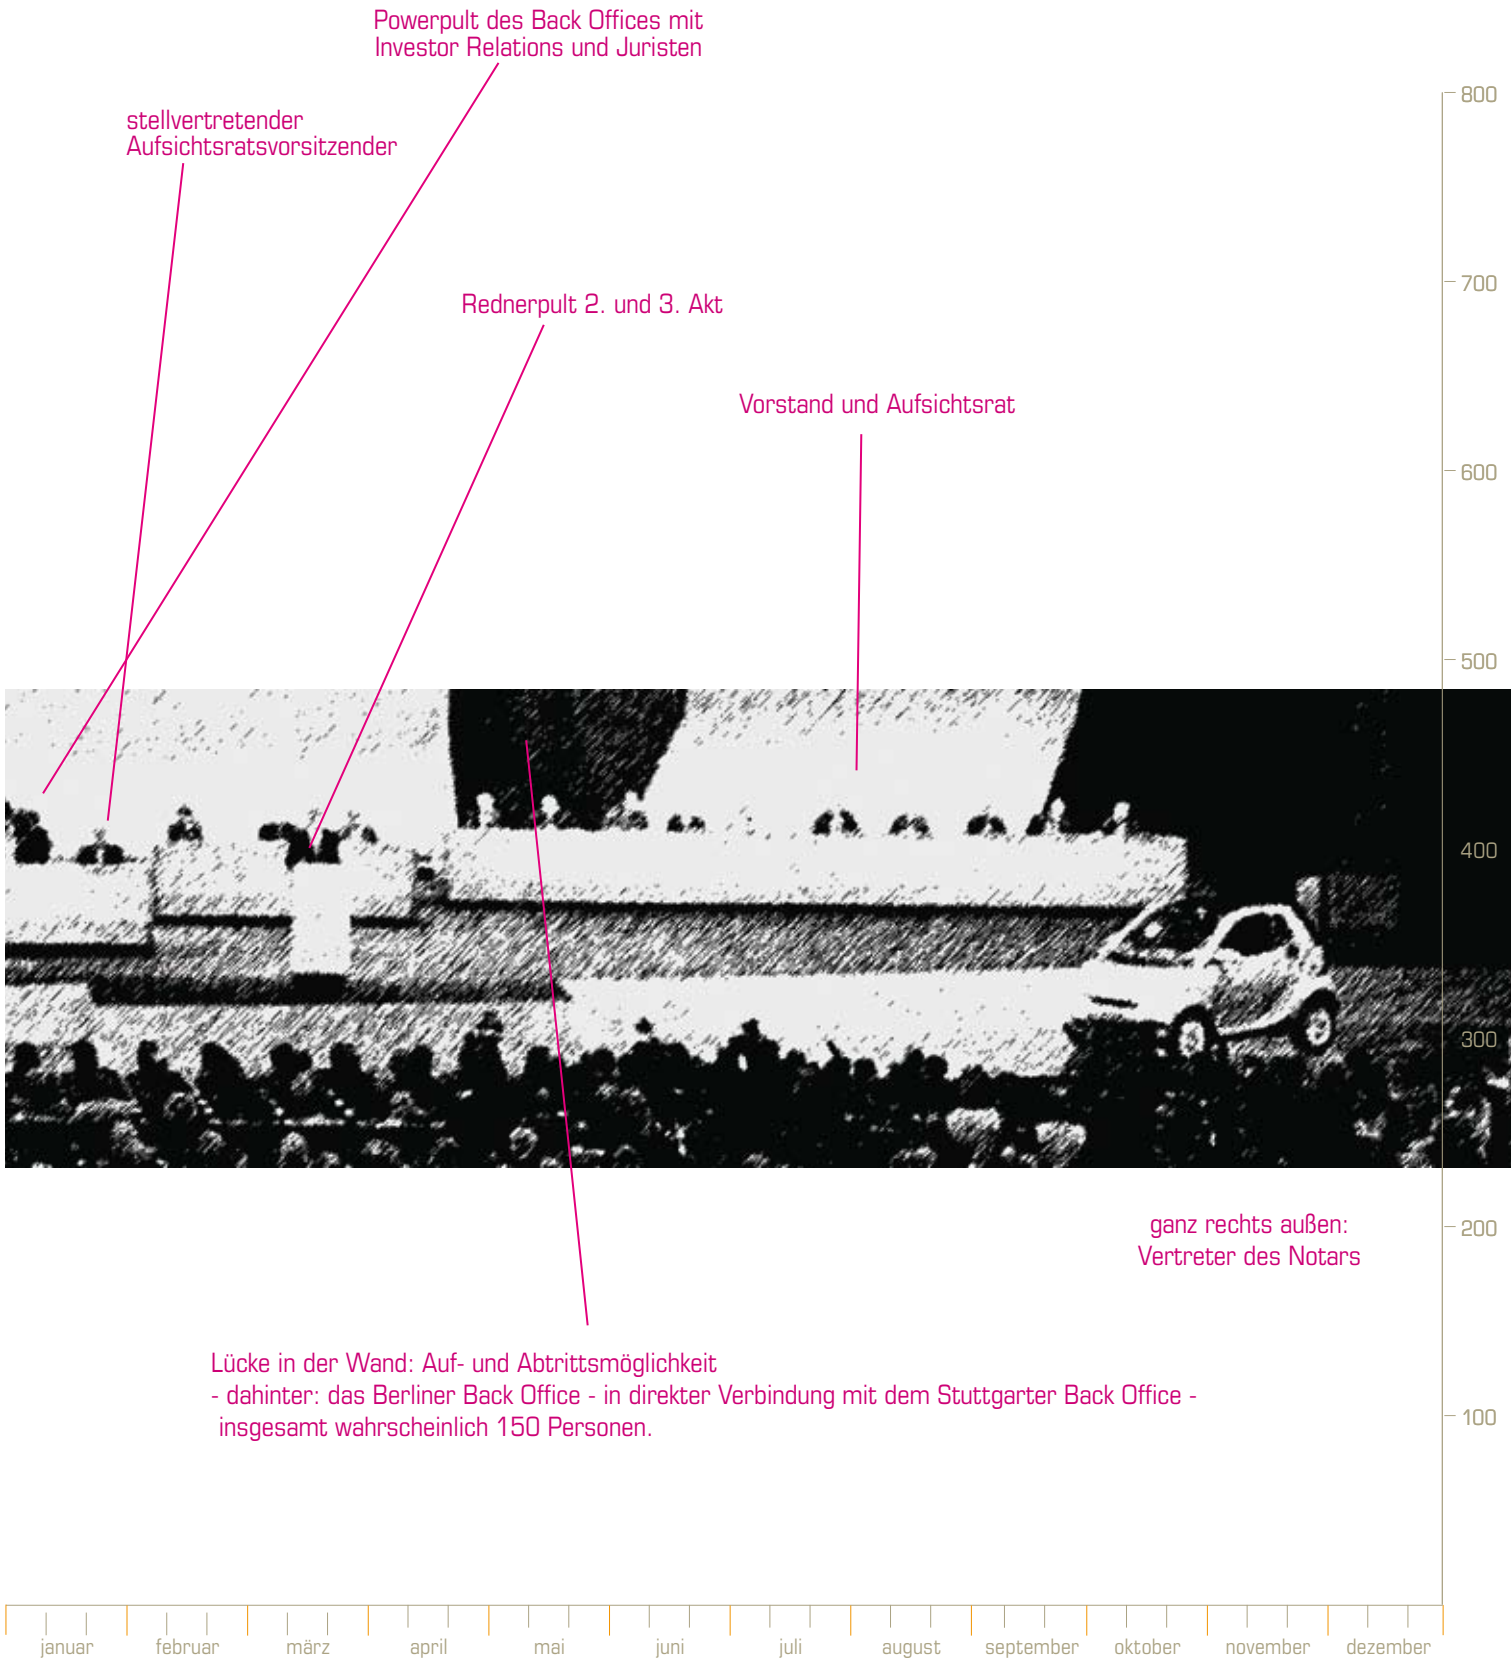 Powerpult des Back Offices mit
Investor Relations und Juristen
stellvertretender
Aufsichtsratsvorsitzender
Rednerpult 2. und 3. Akt
Vorstand und Aufsichtsrat
800
700
600
500
400
300
200
100
ganz rechts außen:
Vertreter des Notars
Lücke in der Wand: Auf- und Abtrittsmöglichkeit
- dahinter: das Berliner Back Office - in direkter Verbindung mit dem Stuttgarter Back Office -
insgesamt wahrscheinlich 150 Personen.
januar februar märz april mai juni juli august september oktober november dezember